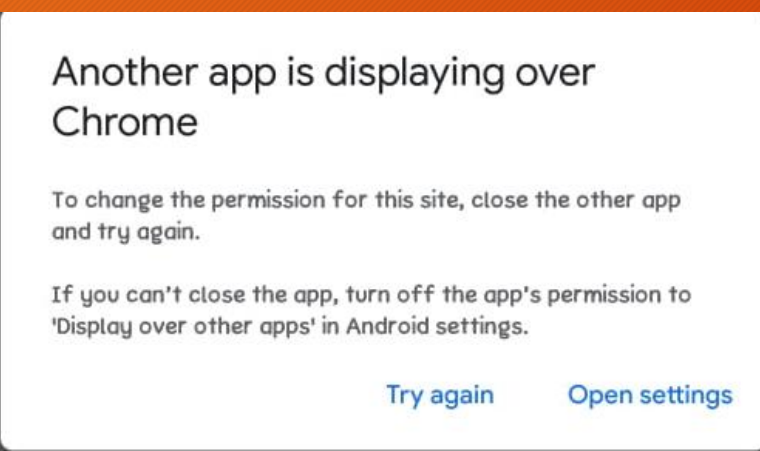 Another app is displaying over
Chrome
To change the permission for this site, close the other app
and try again.
If you can't close the app, turn off the app's permission to
'Display over other apps' in Android settings.
Try again
Open settings